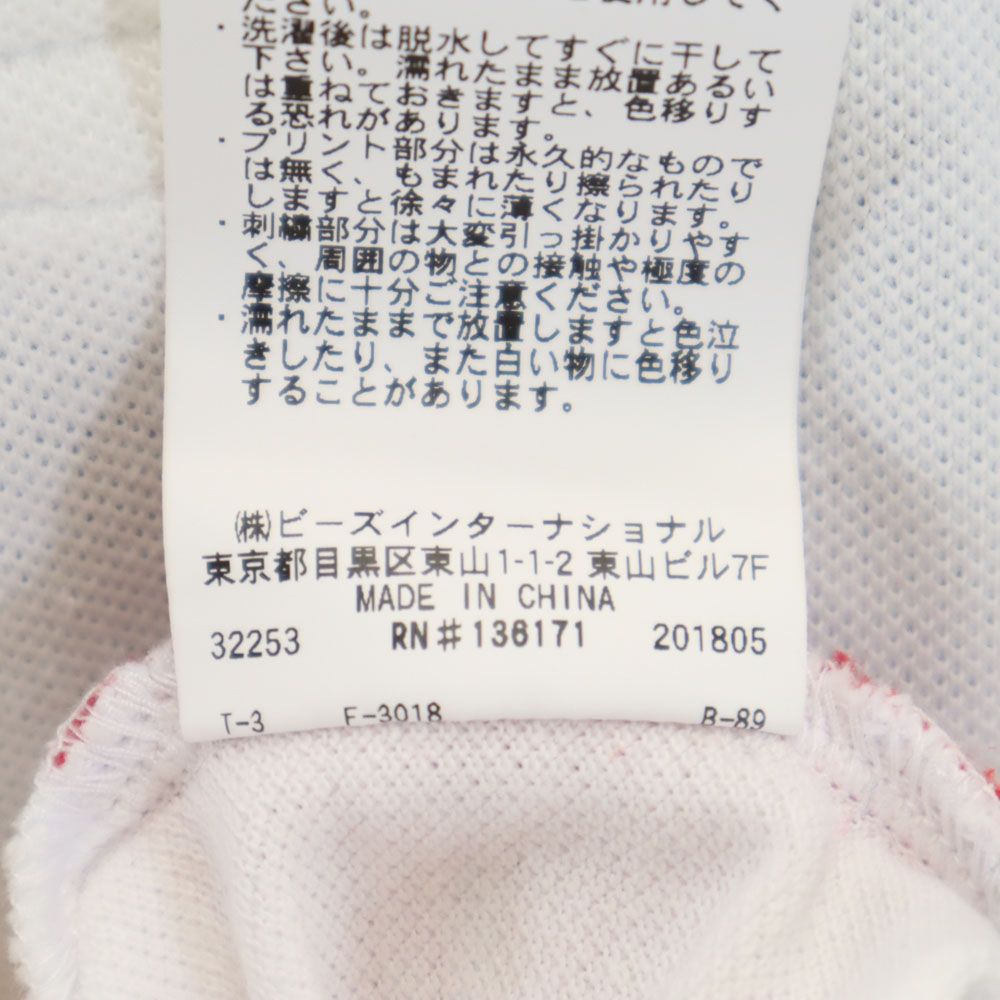 使用してく
ださい。
・洗濯後は脱水してすぐに干して
下さい。濡れたまま放置あるい
は重ねておきますと、色移りす
る恐れがあります。
・プリント部分は永久的なもので
は無く、もまれたり擦れたり
しますと徐々に薄くなります。
・刺繍部分は大変引っ掛かりやす
く、周囲の物との接触や極度の
摩擦に十分ご注意ください。
・濡れたままで放置しますと色泣
きしたり、また白い物に色移り
することがあります。
㈱ビーズインターナショナル
東京都目黒区東山1-1-2 東山ビル7F
MADE IN CHINA
32253 RN#136171 201805
T-3 F-3018 B-89